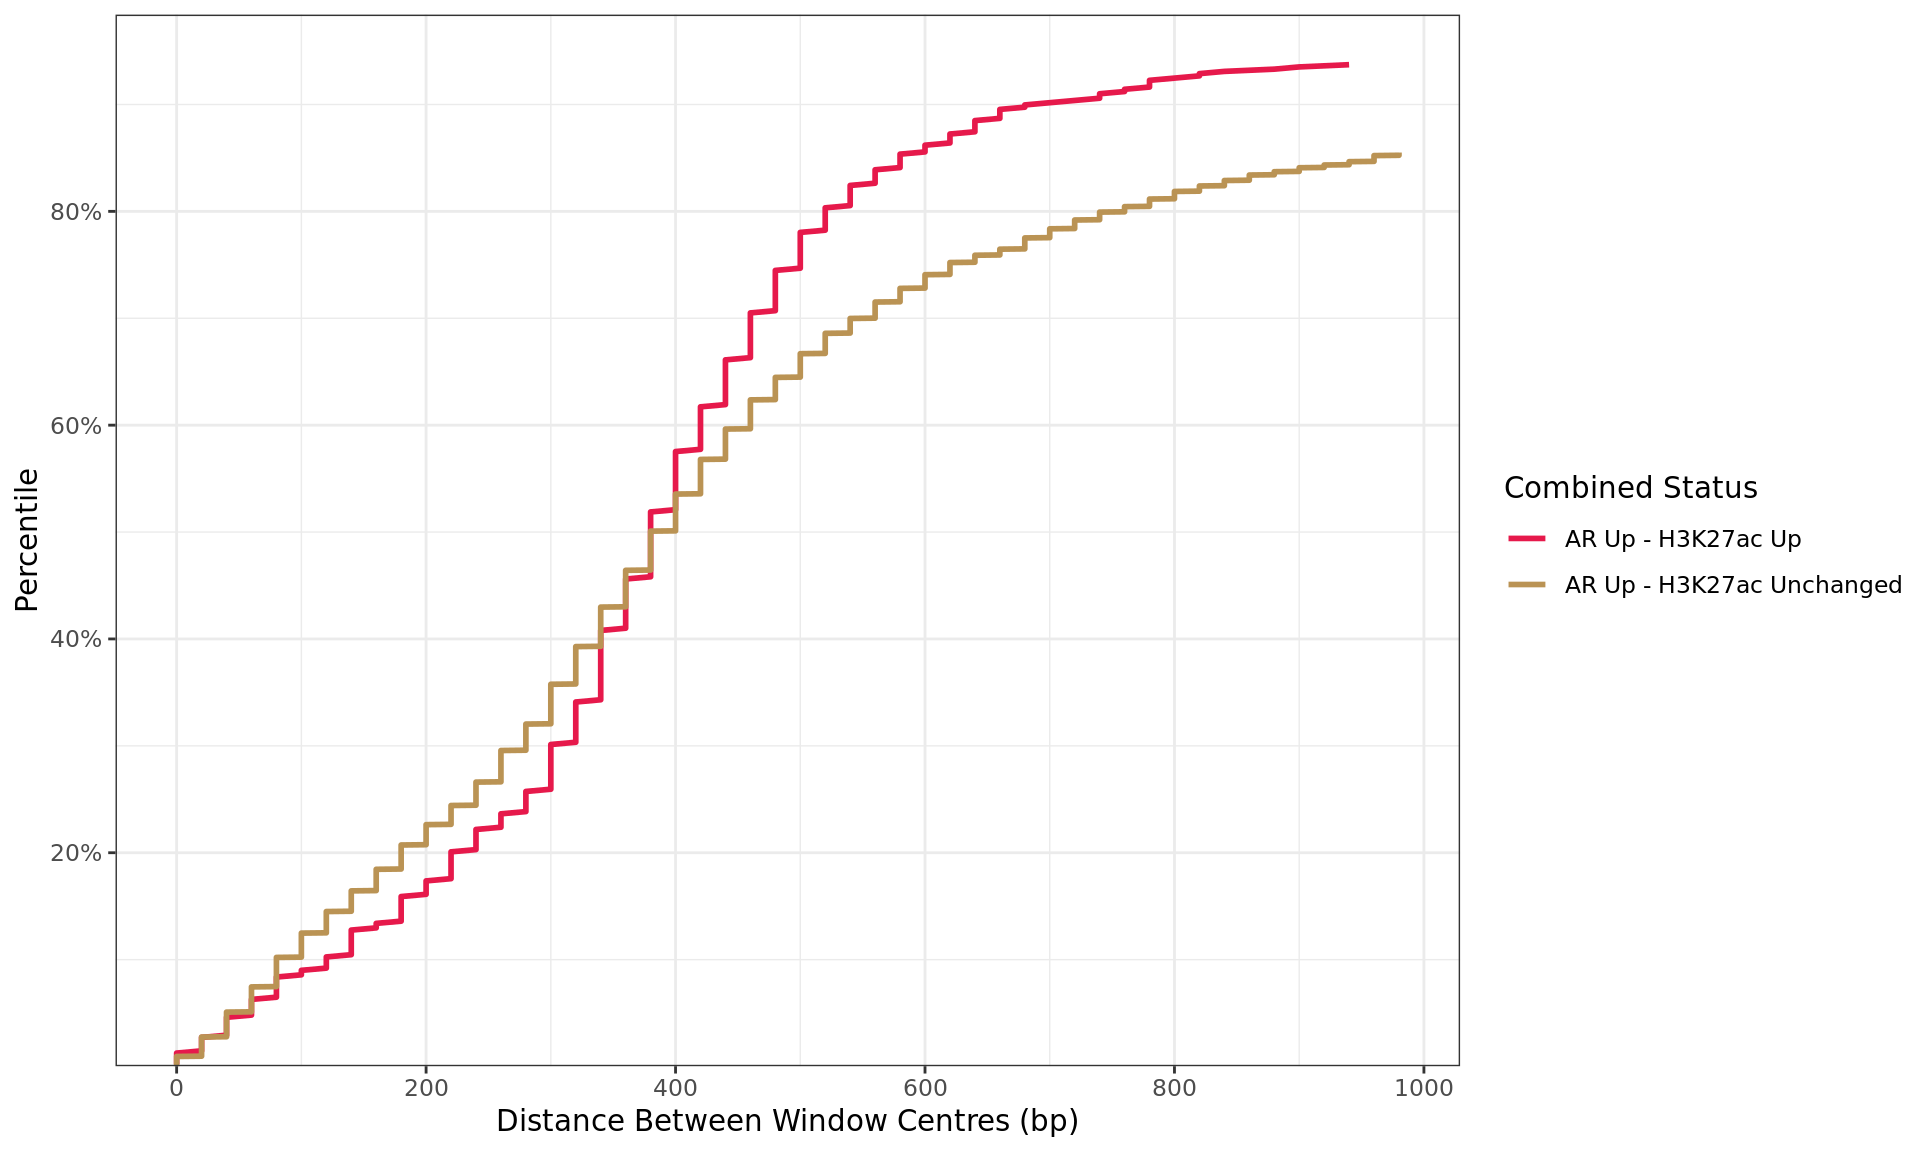 80%
60%
40%
20%
Percentile
0 200 400 600 800 1000
Distance Between Window Centres (bp)
Combined Status
AR Up - H3K27ac Up
AR Up - H3K27ac Unchanged